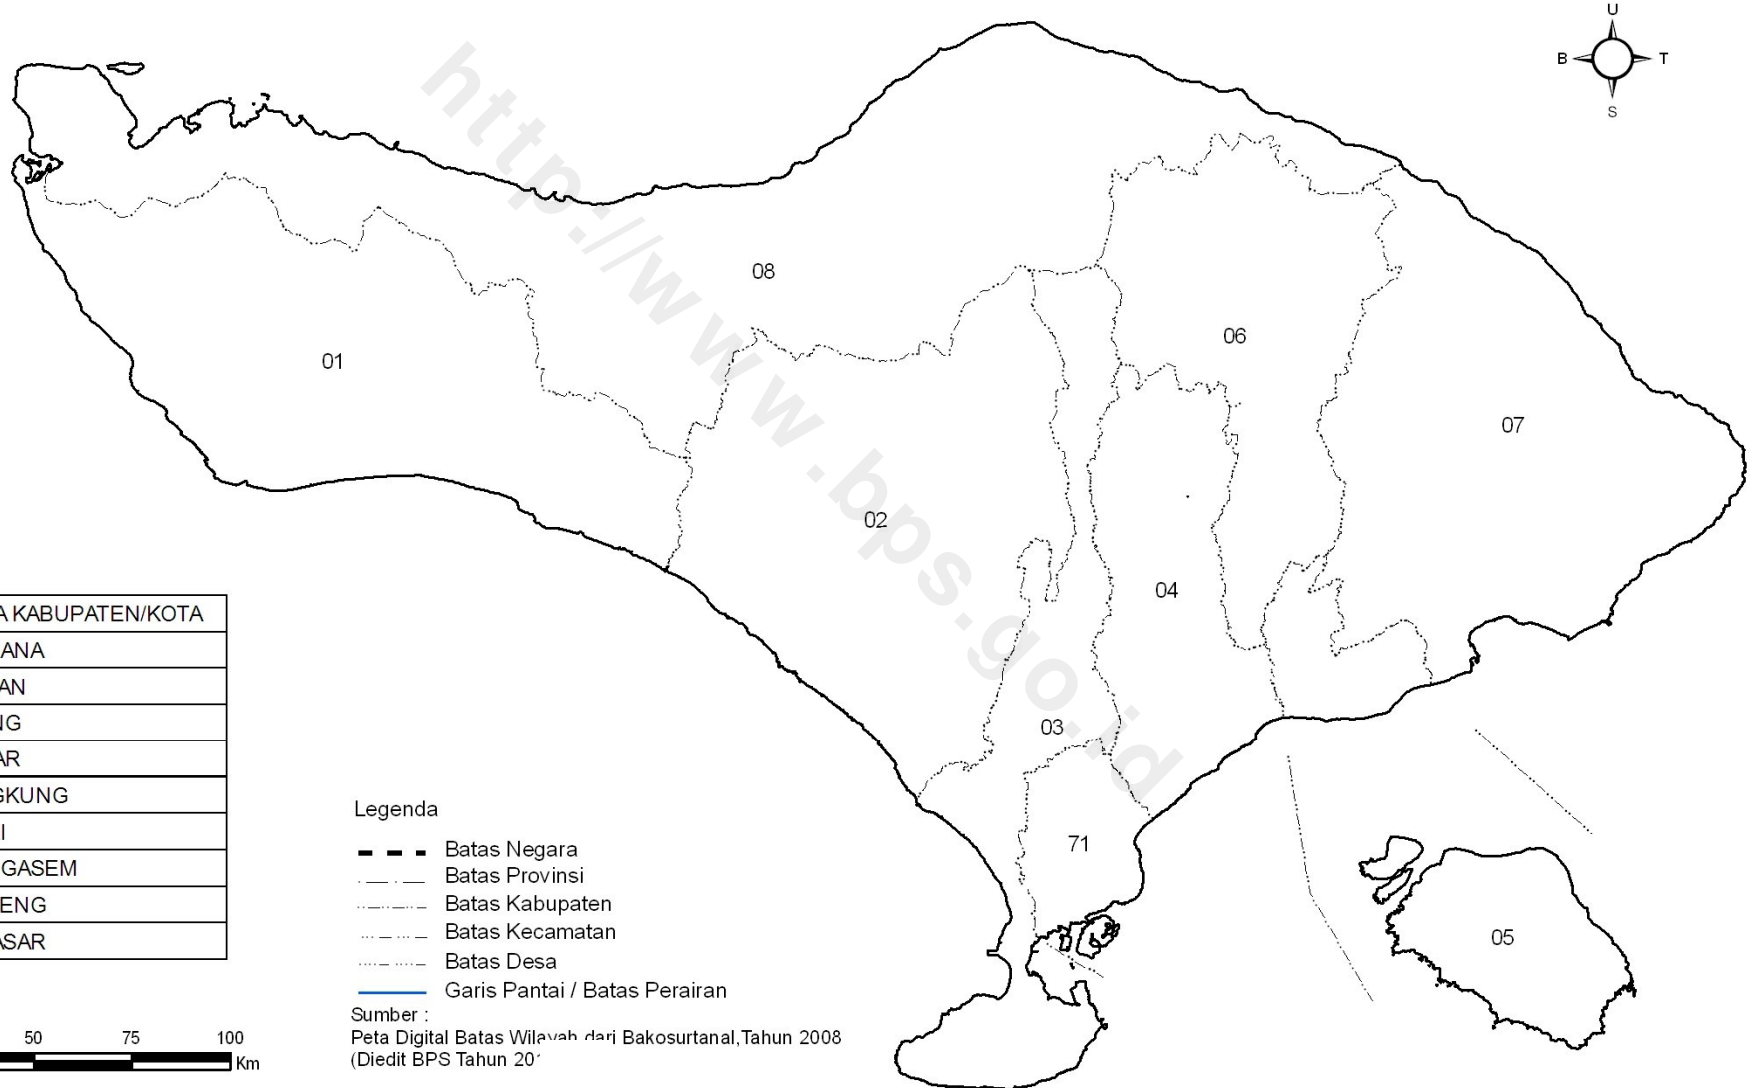 U
B T
S
http://www.bps.go.id
08
01
06
07
02
04
03
71
05
A KABUPATEN/KOTA
ANA
AN
NG
AR
GKUNG
I
GASEM
ENG
ASAR
50 75 100
Km
Legenda
Batas Negara
Batas Provinsi
Batas Kabupaten
Batas Kecamatan
Batas Desa
Garis Pantai / Batas Perairan
Sumber :
Peta Digital Batas Wilayah dari Bakosurtanal,Tahun 2008
(Diedit BPS Tahun 20